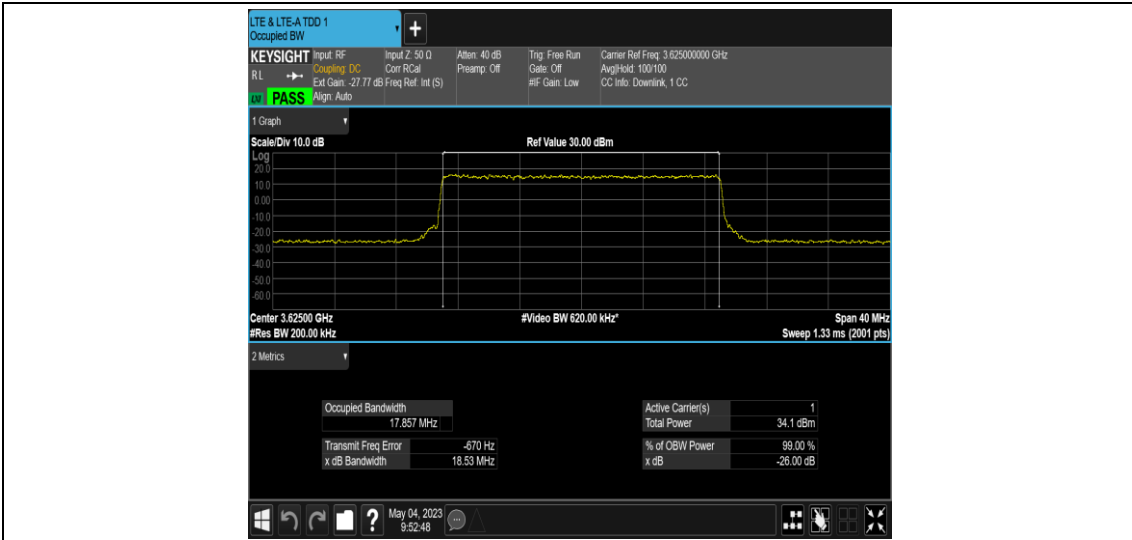 LTE & LTE-A TDD 1
Occupied BW
KEYSIGHT
RL
LM PASS
Input: RF
Coupling: DC
Ext Gain: -27.77 dB
Align: Auto
Input Z: 50 Ω
Corr RCal
Freq Ref: Int (S)
Atten: 40 dB
Preamp: Off
Trig: Free Run
Gate: Off
#IF Gain: Low
Carrier Ref Freq: 3.625000000 GHz
Avg|Hold: 100/100
CC Info: Downlink, 1 CC
1 Graph
Scale/Div 10.0 dB
Ref Value 30.00 dBm
Log
20.0
10.0
0.00
-10.0
-20.0
-30.0
-40.0
-50.0
-60.0
Center 3.62500 GHz
#Video BW 620.00 kHz*
Span 40 MHz
#Res BW 200.00 kHz
Sweep 1.33 ms (2001 pts)
2 Metrics
Occupied Bandwidth
17.857 MHz
Transmit Freq Error -670 Hz
x dB Bandwidth 18.53 MHz
Active Carrier(s) 1
Total Power 34.1 dBm
% of OBW Power 99.00 %
x dB -26.00 dB
May 04, 2023
9:52:48